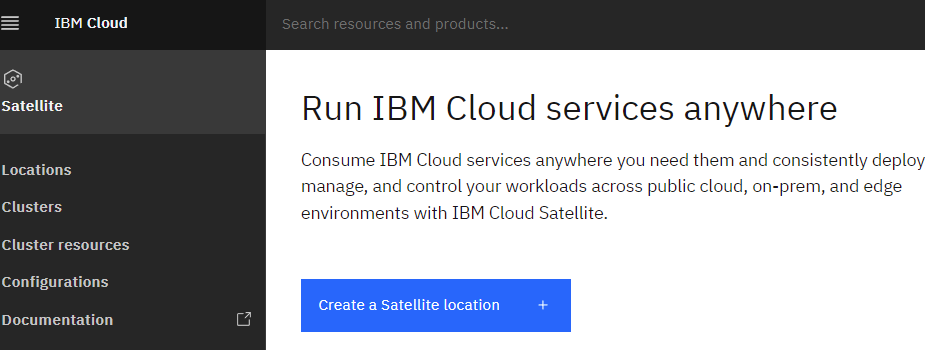 IBM Cloud
Search resources and products...
Satellite
Locations
Clusters
Cluster resources
Configurations
Documentation
Run IBM Cloud services anywhere
Consume IBM Cloud services anywhere you need them and consistently deploy
manage, and control your workloads across public cloud, on-prem, and edge
environments with IBM Cloud Satellite.
Create a Satellite location +